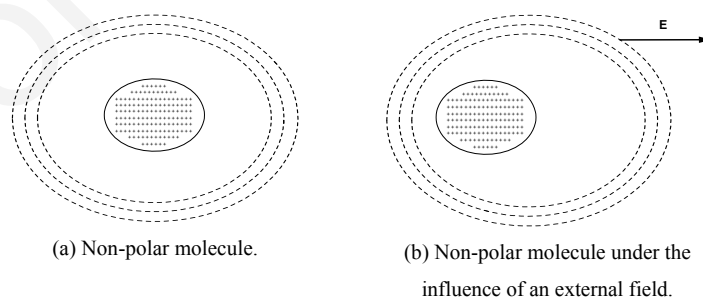 E
(a) Non-polar molecule.
(b) Non-polar molecule under the
influence of an external field.